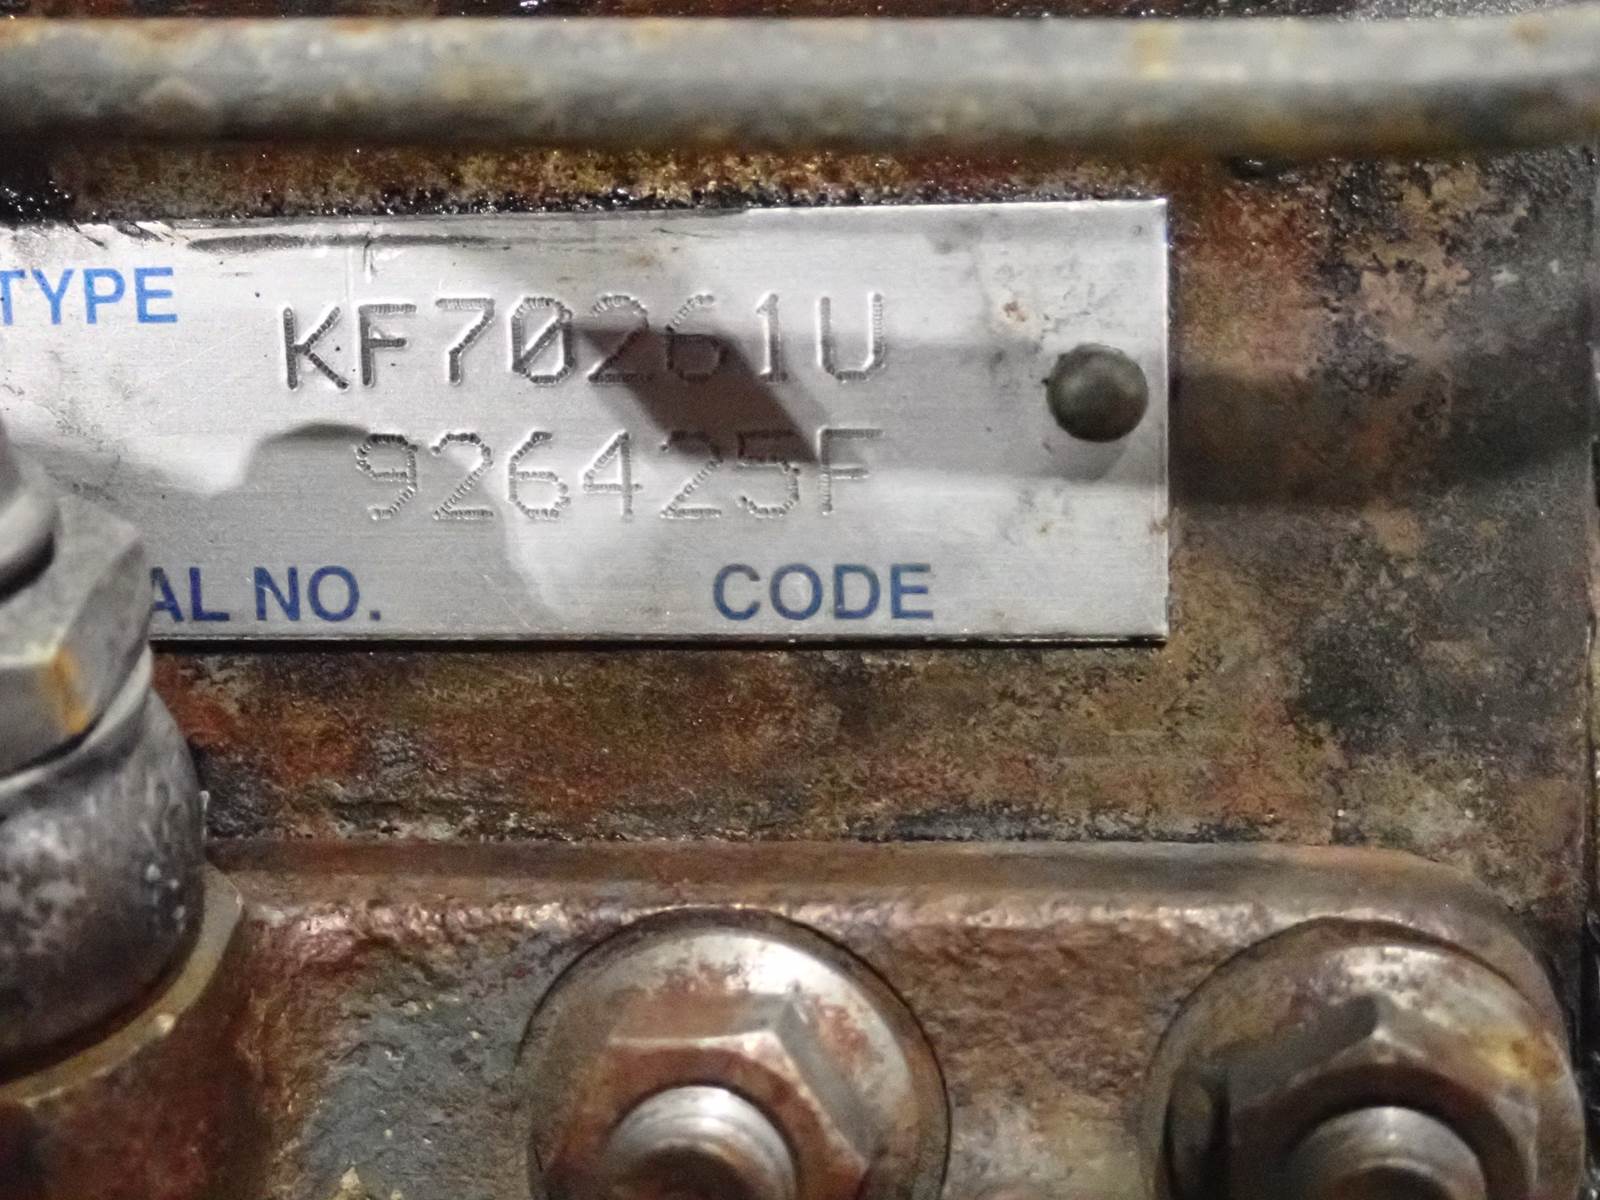 TYPE KF70261U
926425F
AL NO. CODE